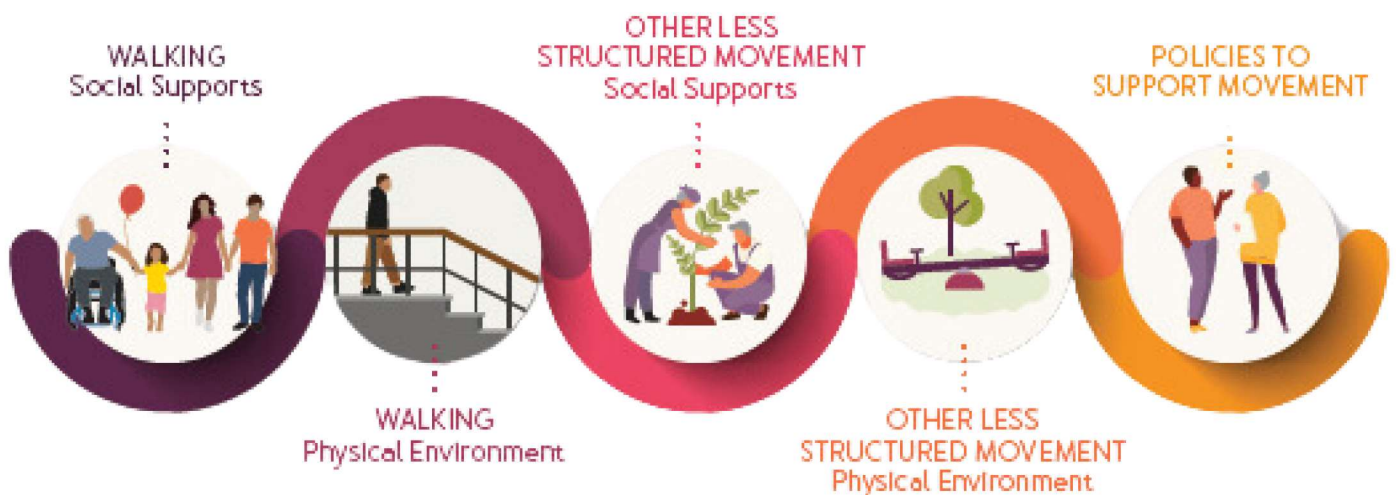 WALKING
Social Supports
WALKING
Physical Environment
OTHER LESS
STRUCTURED MOVEMENT
Social Supports
OTHER LESS
STRUCTURED MOVEMENT
Physical Environment
POLICIES TO
SUPPORT MOVEMENT